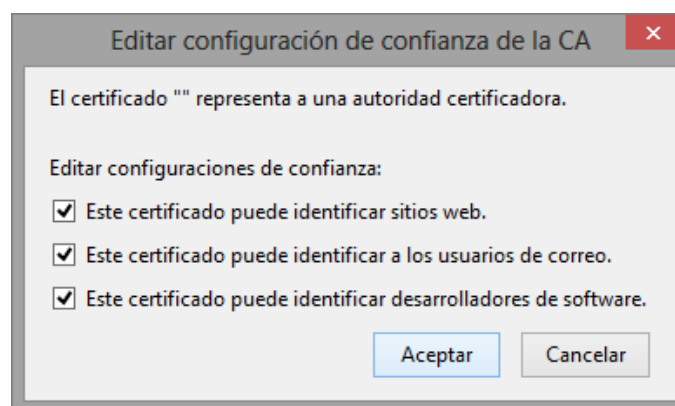 Editar configuración de confianza de la CA
El certificado "" representa a una autoridad certificadora.
Editar configuraciones de confianza:
Este certificado puede identificar sitios web.
Este certificado puede identificar a los usuarios de correo.
Este certificado puede identificar desarrolladores de software.
Aceptar Cancelar